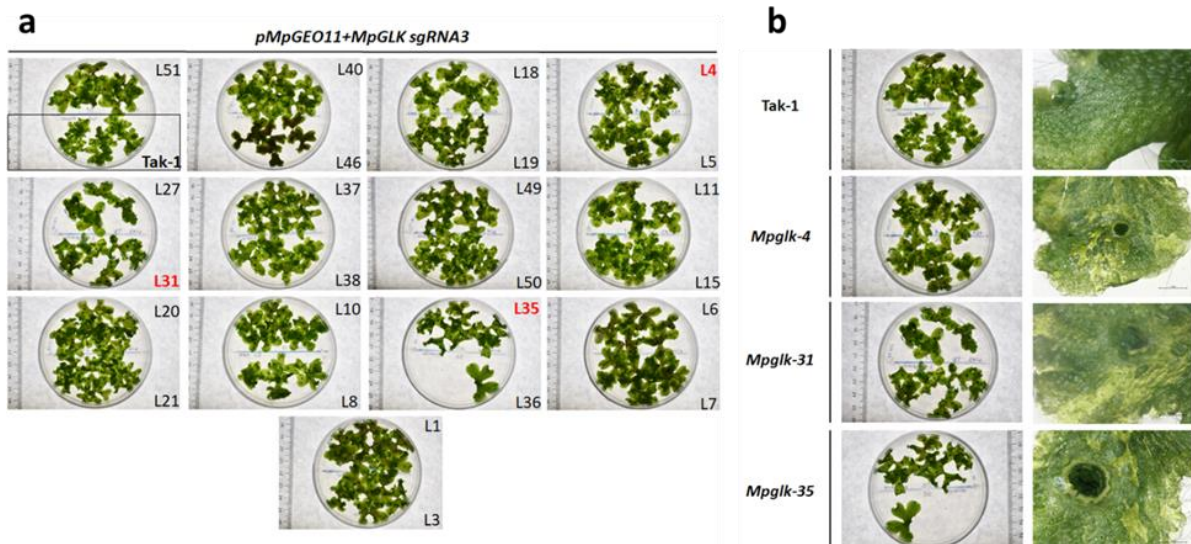 a
pMpGEO11+MpGLK sgRNA3
L51
Tak-1
L40
L46
L18
L19
L4
L5
L27
L31
L37
L38
L49
L50
L11
L15
L20
L21
L10
L8
L35
L36
L6
L7
L1
L3
b
Tak-1
Mpglk-4
Mpglk-31
Mpglk-35